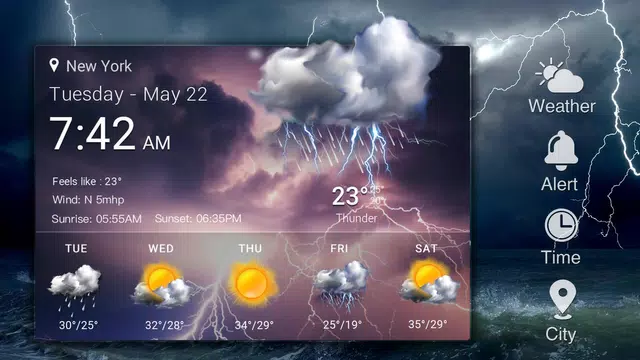 New York
Tuesday - May 22
7:42 AM
Feels like : 23°
Wind: N 5mhp
Sunrise: 05:55AM Sunset: 06:35PM
23°
Thunder
TUE WED THU FRI SAT
30°/25° 32°/28° 34°/29° 25°/19° 35°/29°
Weather
Alert
Time
City